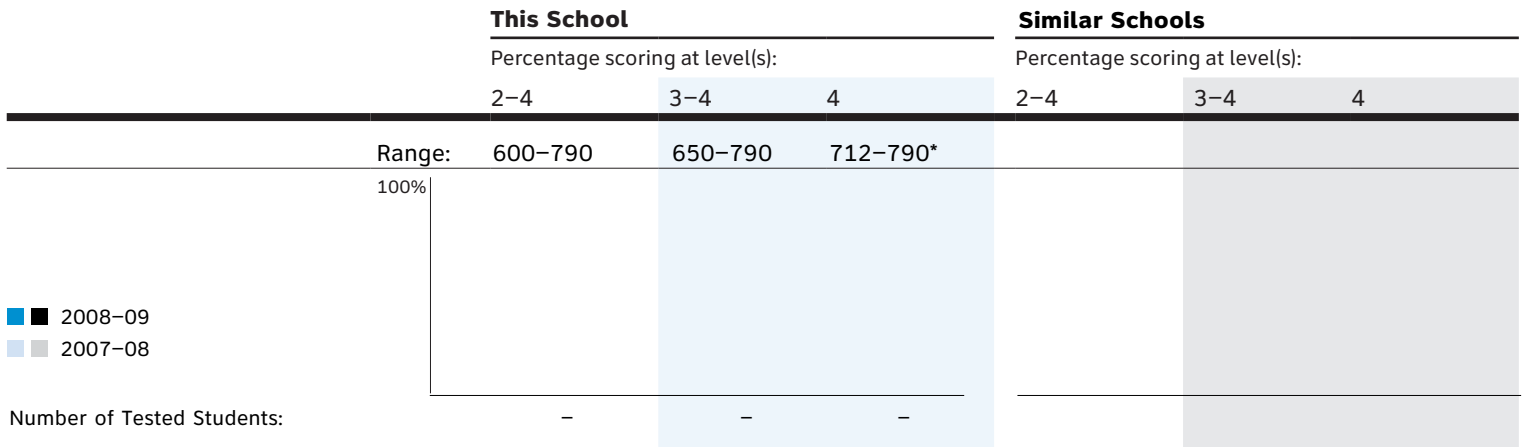 This School Similar Schools
Percentage scoring at level(s): Percentage scoring at level(s):
2–4 3–4 4 2–4 3–4 4
Range: 600–790 650–790 712–790*
100%
2008–09
2007–08
Number of Tested Students: – – –